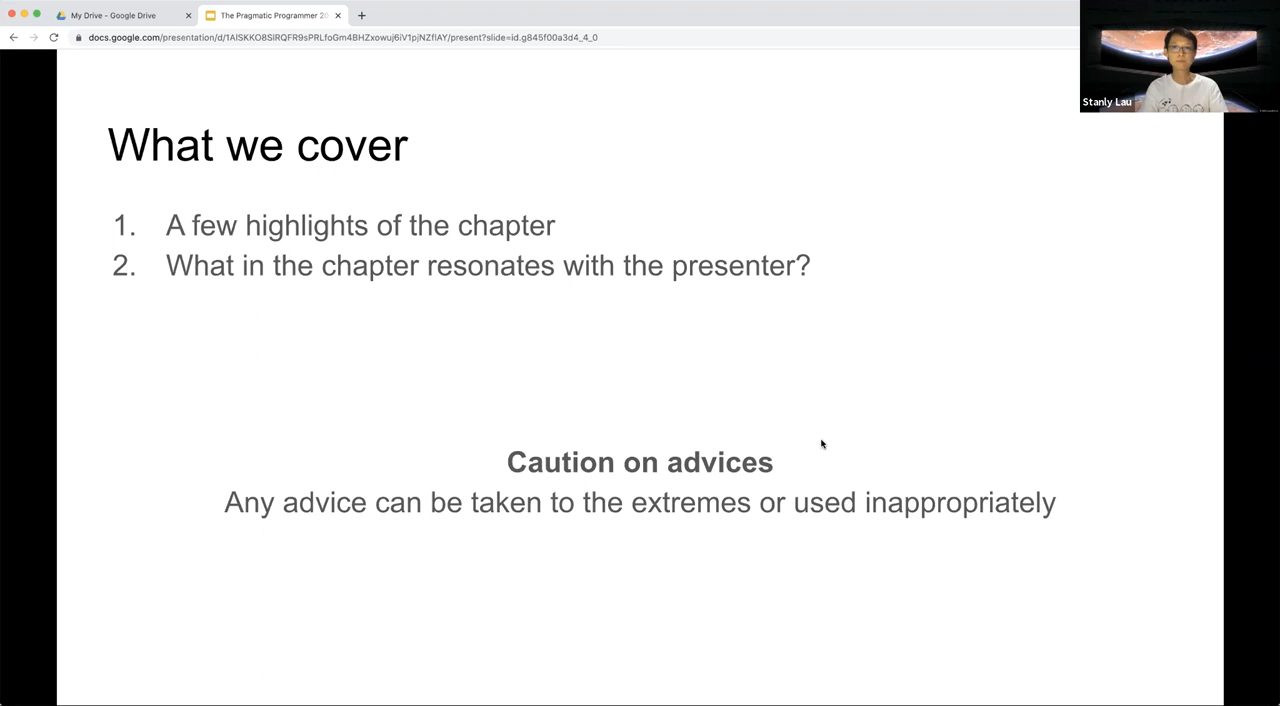 My Drive - Google Drive
The Pragmatic Programmer 20
docs.google.com/presentation/d/1AlSKKO8SlRQFR9sPRLfoGm4BHZxowuj6iV1pjNZflAY/present?slide=id.g845f00a3d4_4_0
Stanly Lau
What we cover
1. A few highlights of the chapter
2. What in the chapter resonates with the presenter?
Caution on advices
Any advice can be taken to the extremes or used inappropriately